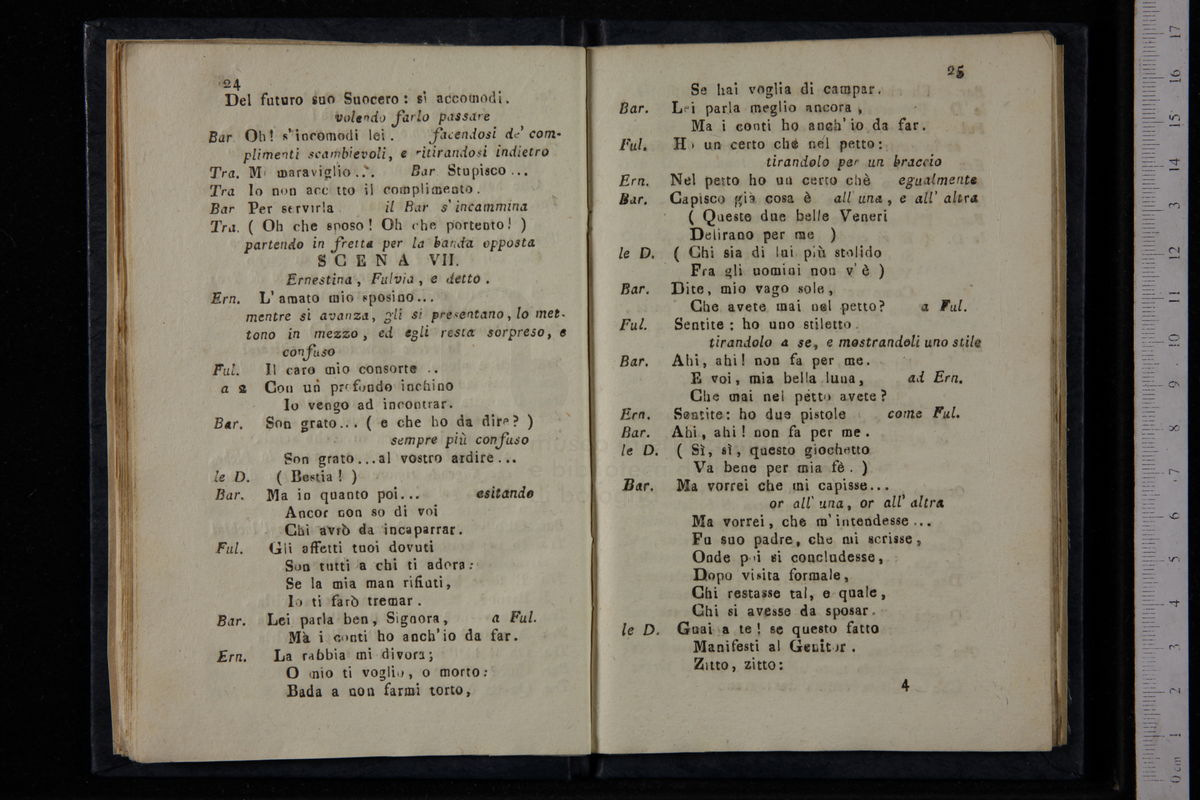 24
Del futuro suo Suocero : si accomodi.
volendo farlo passare
Bar Oh! s'incomodi lei. facendosi de' com-
plimenti scambievoli, e ritirandosi indietro
Tra. Mi maraviglio... Bar Stupisco...
Tra Io non accetto il complimento.
Bar Per servirla il Bar s'incammina
Tra. ( Oh che sposo! Oh che portento! )
partendo in fretta per la banda opposta
SCENA VII.
Ernestina, Fulvia, e detto.
Ern. L'amato mio sposino...
mentre si avanza, gli si presentano, lo met-
tono in mezzo, ed egli resta sorpreso, e
confuso
Ful. Il caro mio consorte ..
a 2 Con un profondo inchino
Io vengo ad incontrar.
Bar. Son grato... ( e che ho da dire? )
sempre più confuso
Son grato...al vostro ardire...
le D. ( Bestia! )
Bar. Ma in quanto poi... esitando
Ancor non so di voi
Chi avrò da incaparrar.
Ful. Gli affetti tuoi dovuti
Son tutti a chi ti adora:
Se la mia man rifiuti,
Io ti farò tremar.
Bar. Lei parla ben, Signora, a Ful.
Mà i conti ho anch'io da far.
Ern. La rabbia mi divora;
O mio ti voglio, o morto:
Bada a non farmi torto,
25
Se hai voglia di campar.
Bar. Lei parla meglio ancora,
Ma i conti ho anch'io da far.
Ful. Ho un certo chè nel petto:
tirandolo per un braccio
Ern. Nel petto ho un certo chè egualmente
Bar. Capisco già cosa è all'una, e all'altra
( Queste due belle Veneri
Delirano per me )
le D. ( Chi sia di lui più stolido
Fra gli uomini non v'è )
Bar. Dite, mio vago sole,
Che avete mai nel petto? a Ful.
Ful. Sentite : ho uno stiletto.
tirandolo a se, e mostrandoli uno stile
Bar. Ahi, ahi! non fa per me.
E voi, mia bella luna, ad Ern.
Che mai nel petto avete?
Ern. Sentite: ho due pistole come Ful.
Bar. Ahi, ahi! non fa per me.
le D. ( Sì, sì, questo giochetto
Va bene per mia fè. )
Bar. Ma vorrei che mi capisse...
or all'una, or all'altra
Ma vorrei, che m'intendesse...
Fu suo padre, che mi scrisse,
Onde poi si concludesse,
Dopo visita formale,
Chi restasse tal, e quale,
Chi si avesse da sposar.
le D. Guai a te! se questo fatto
Manifesti al Genitor.
Zitto, zitto:
4